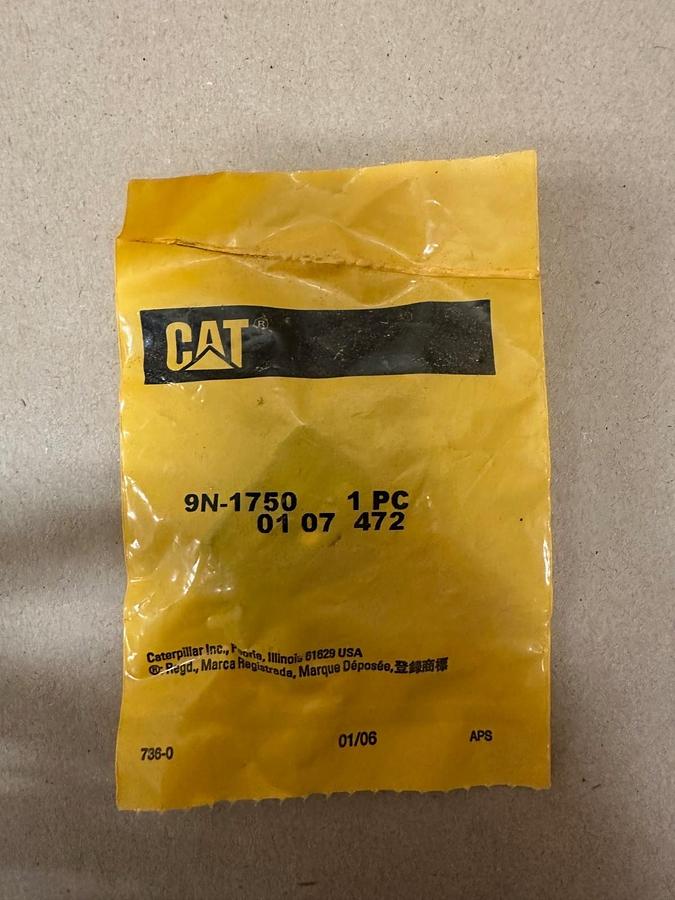 CAT®
9N-1750 1 PC
01 07 472
Caterpillar Inc., Peoria, Illinois 61629 USA
®: Regd., Marca Registrada, Marque Déposée, 登録商標
736-0 01/06 APS